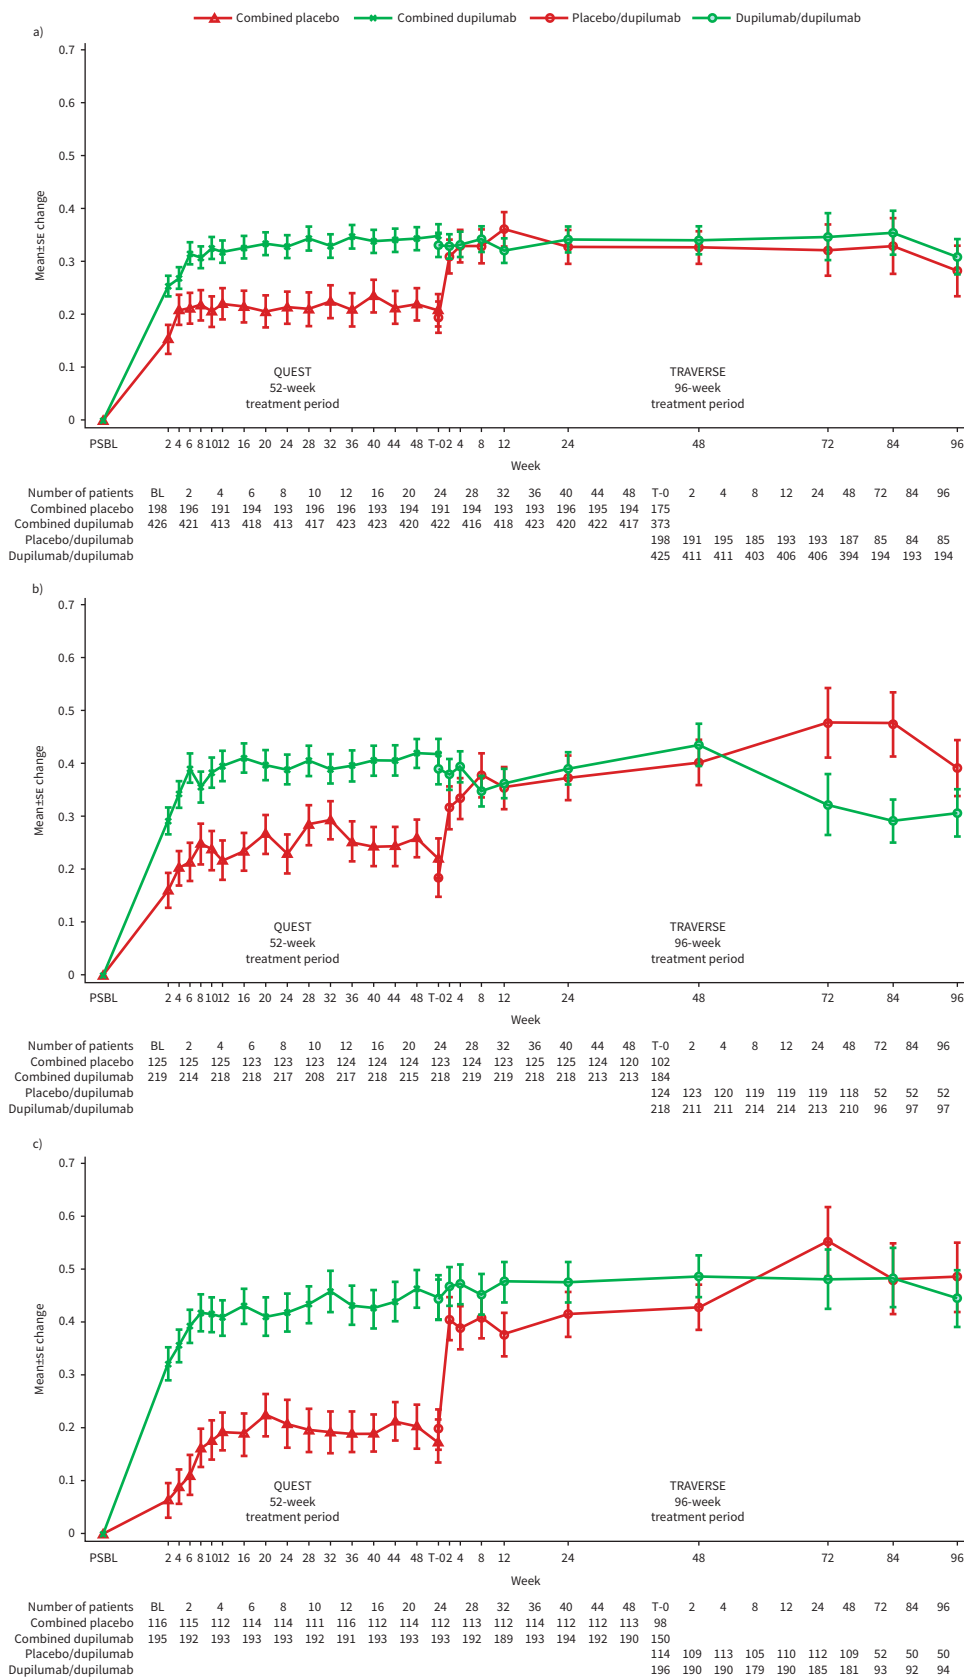 Combined placebo Combined dupilumab Placebo/dupilumab Dupilumab/dupilumab
a)
0.7
0.6
0.5
0.4
0.3
0.2
0.1
0
Mean±SE change
QUEST
52-week
treatment period
TRAVERSE
96-week
treatment period
PSBL 2 4 6 8 10 12 16 20 24 28 32 36 40 44 48 T-0 2 4 8 12 24 48 72 84 96
Week
Number of patients BL 2 4 6 8 10 12 16 20 24 28 32 36 40 44 48 T-0 2 4 8 12 24 48 72 84 96
Combined placebo 198 196 191 194 193 196 196 193 194 191 194 193 193 196 195 194 175
Combined dupilumab 426 421 413 418 413 417 423 423 420 422 416 418 423 420 422 417 373
Placebo/dupilumab 198 191 195 185 193 193 187 85 84 85
Dupilumab/dupilumab 425 411 411 403 406 406 394 194 193 194
b)
0.7
0.6
0.5
0.4
0.3
0.2
0.1
0
Mean±SE change
QUEST
52-week
treatment period
TRAVERSE
96-week
treatment period
PSBL 2 4 6 8 10 12 16 20 24 28 32 36 40 44 48 T-0 2 4 8 12 24 48 72 84 96
Week
Number of patients BL 2 4 6 8 10 12 16 20 24 28 32 36 40 44 48 T-0 2 4 8 12 24 48 72 84 96
Combined placebo 125 125 125 123 123 123 124 124 124 123 124 123 125 125 124 120 102
Combined dupilumab 219 214 218 218 217 208 217 218 215 218 219 219 218 218 213 213 184
Placebo/dupilumab 124 123 120 119 119 119 118 52 52 52
Dupilumab/dupilumab 218 211 211 214 214 213 210 96 97 97
c)
0.7
0.6
0.5
0.4
0.3
0.2
0.1
0
Mean±SE change
QUEST
52-week
treatment period
TRAVERSE
96-week
treatment period
PSBL 2 4 6 8 10 12 16 20 24 28 32 36 40 44 48 T-0 2 4 8 12 24 48 72 84 96
Week
Number of patients BL 2 4 6 8 10 12 16 20 24 28 32 36 40 44 48 T-0 2 4 8 12 24 48 72 84 96
Combined placebo 116 115 112 114 114 111 116 112 114 112 113 112 114 112 112 113 98
Combined dupilumab 195 192 193 193 193 192 191 193 193 193 192 189 193 194 192 190 150
Placebo/dupilumab 114 109 113 105 110 112 109 52 50 50
Dupilumab/dupilumab 196 190 190 179 190 185 181 93 92 94